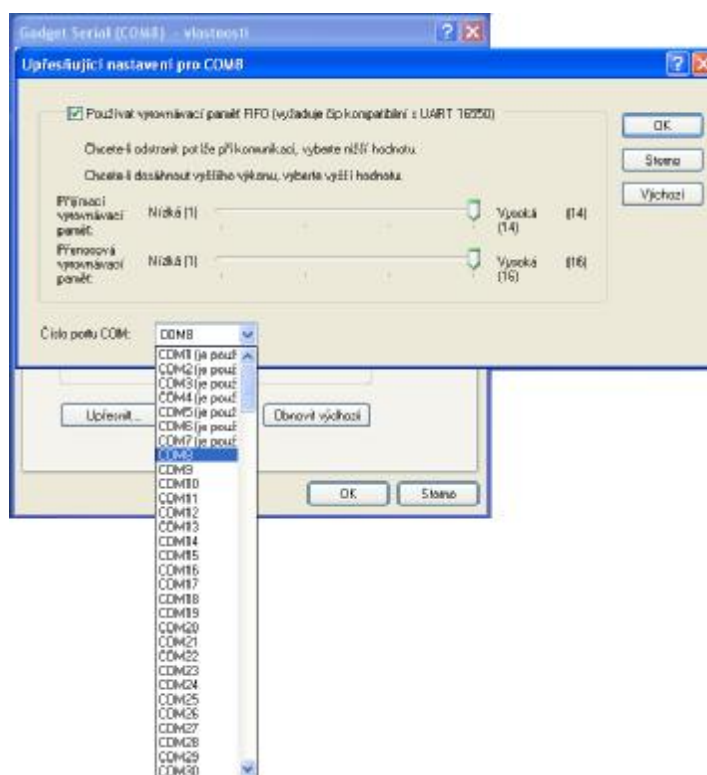 Gadget Serial (COM8) - vlastnosti
Upřesňující nastavení pro COM8
Používat vyrovnávací paměť FIFO (vyžaduje čip kompatibilní s UART 16550)
OK
Chcete-li odstranit potíže při komunikaci, vyberte nižší hodnotu.
Storno
Chcete-li dosáhnout vyššího výkonu, vyberte vyšší hodnotu.
Výchozí
Přijímací vyrovnávací paměť: Nízká (1) Vysoká (14) (14)
Přenosová vyrovnávací paměť: Nízká (1) Vysoká (16) (16)
Číslo portu COM: COM8
COM1 (je použ
COM2 (je použ
COM3 (je použ
COM4 (je použ
COM5 (je použ
COM6 (je použ
COM7 (je použ
COM8
COM9
COM10
COM11
COM12
COM13
COM14
COM15
COM16
COM17
COM18
COM19
COM20
COM21
COM22
COM23
COM24
COM25
COM26
COM27
COM28
COM29
COM30
Upřesnit...
Obnovit výchozí
OK
Storno